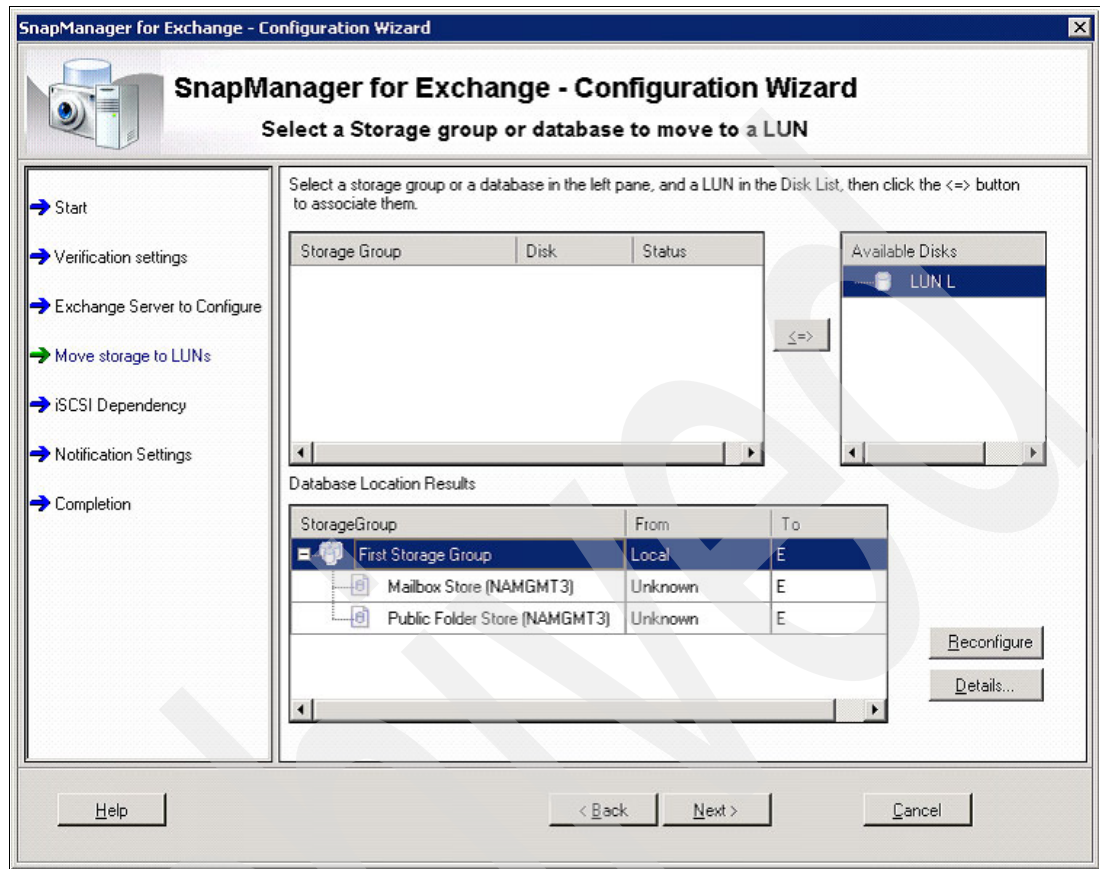 SnapManager for Exchange - Configuration Wizard
SnapManager for Exchange - Configuration Wizard
Select a Storage group or database to move to a LUN
Start
Verification settings
Exchange Server to Configure
Move storage to LUNs
iSCSI Dependency
Notification Settings
Completion
Select a storage group or a database in the left pane, and a LUN in the Disk List, then click the <=> button
to associate them.
Storage Group Disk Status
<=>
Available Disks
LUN L
Database Location Results
StorageGroup From To
First Storage Group Local E
Mailbox Store (NAMGMT3) Unknown E
Public Folder Store (NAMGMT3) Unknown E
Reconfigure
Details...
Help < Back Next > Cancel